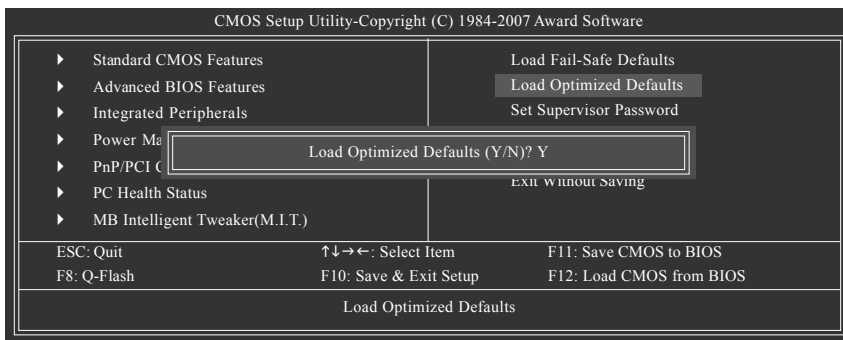 CMOS Setup Utility-Copyright (C) 1984-2007 Award Software
Standard CMOS Features
Advanced BIOS Features
Integrated Peripherals
Power Ma
PnP/PCI
PC Health Status
MB Intelligent Tweaker(M.I.T.)
Load Fail-Safe Defaults
Load Optimized Defaults
Set Supervisor Password
Exit Without Saving
Load Optimized Defaults (Y/N)? Y
ESC: Quit ↑↓→←: Select Item F11: Save CMOS to BIOS
F8: Q-Flash F10: Save & Exit Setup F12: Load CMOS from BIOS
Load Optimized Defaults